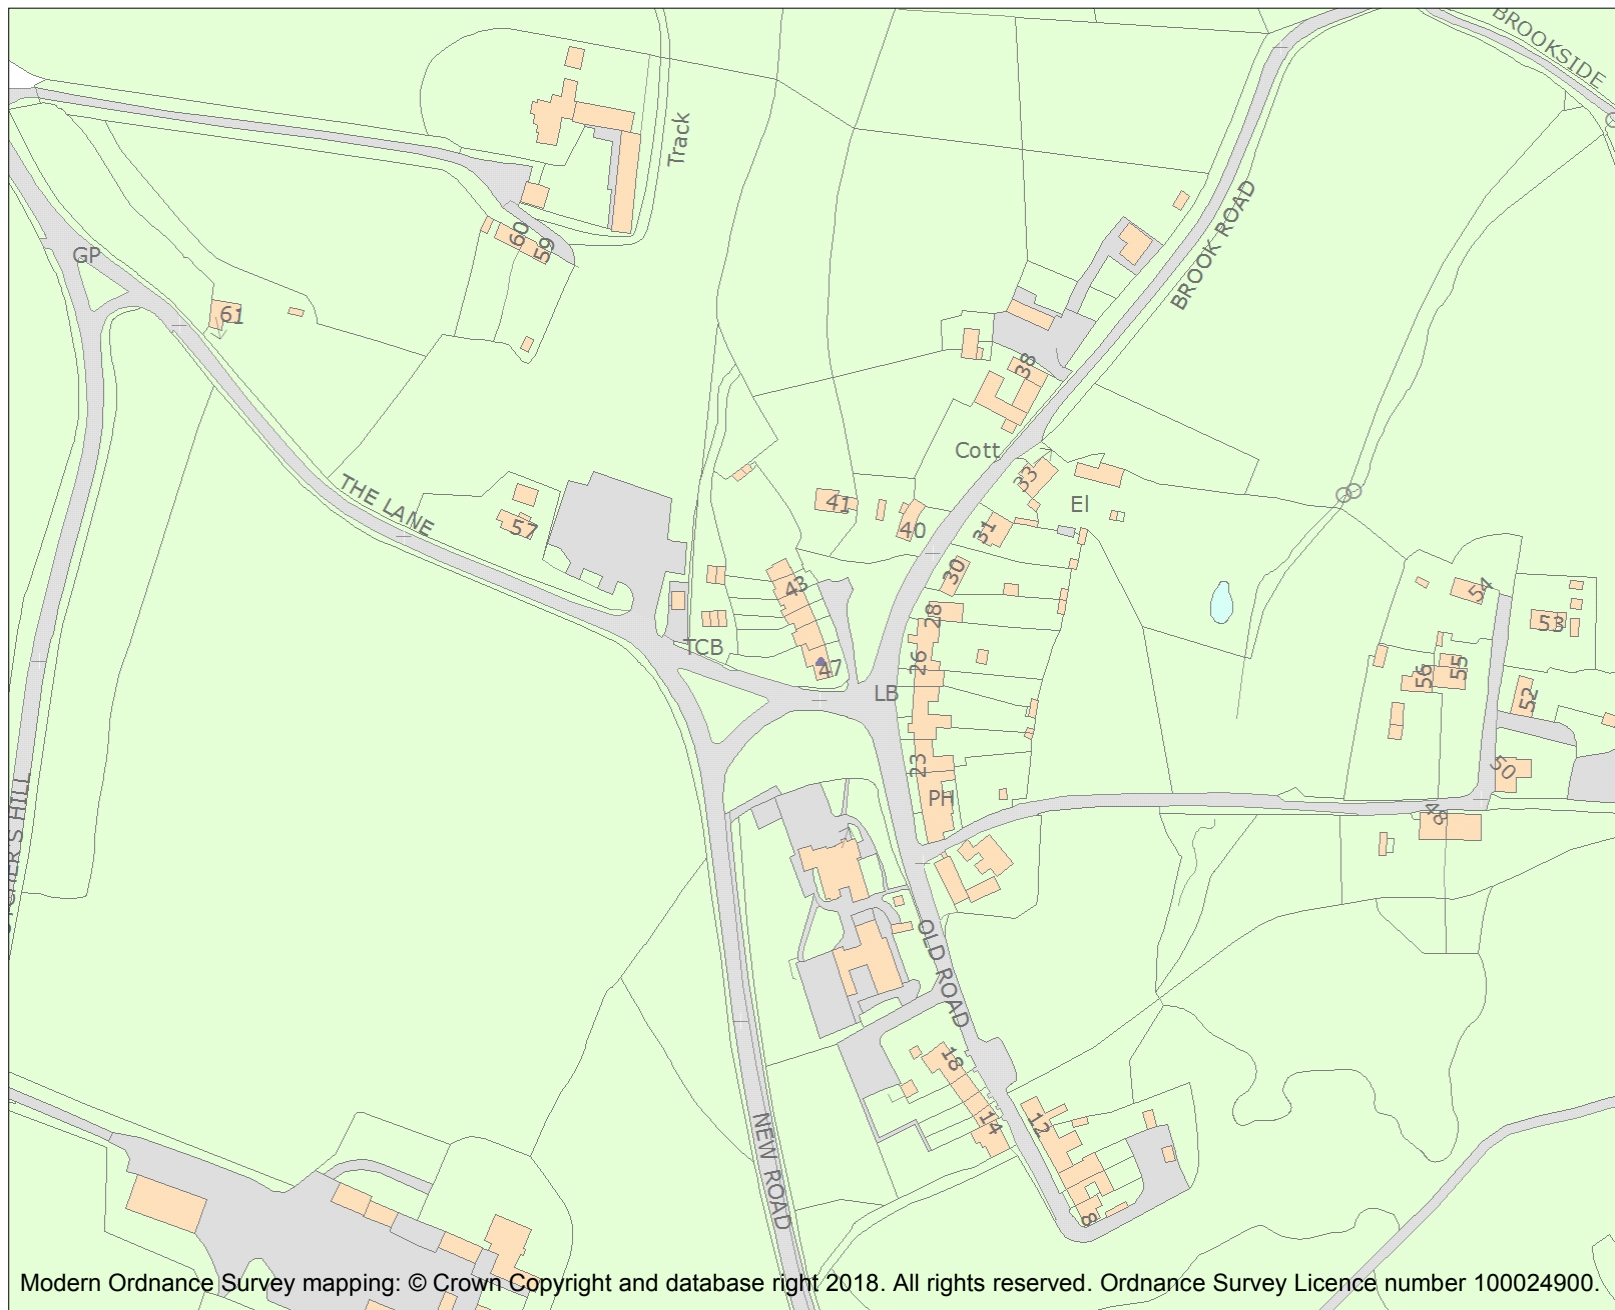 BROOKSIDE
Track
BROOK ROAD
60
59
GP
61
38
Cott
THE LANE
57
41
40
33
El
31
30
43
28
54
53
TCB
47
26
56
55
LB
52
23
PH
50
48
OLD ROAD
18
14
12
NEW ROAD
8
Modern Ordnance Survey mapping: © Crown Copyright and database right 2018. All rights reserved. Ordnance Survey Licence number 100024900.